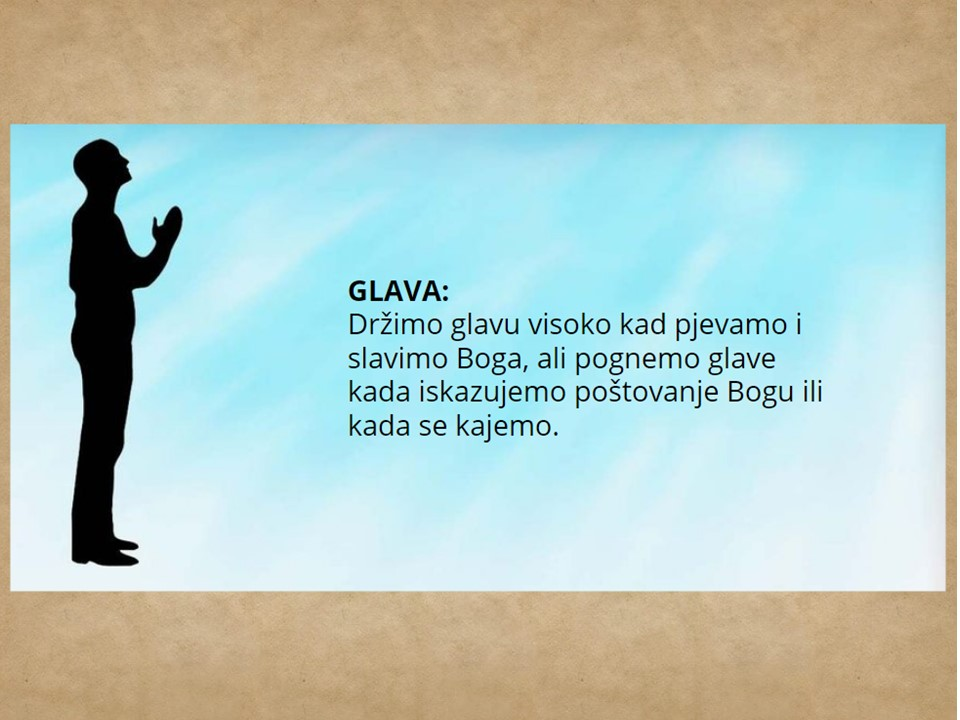 GLAVA:
Držimo glavu visoko kad pjevamo i
slavimo Boga, ali pognemo glave
kada iskazujemo poštovanje Bogu ili
kada se kajemo.